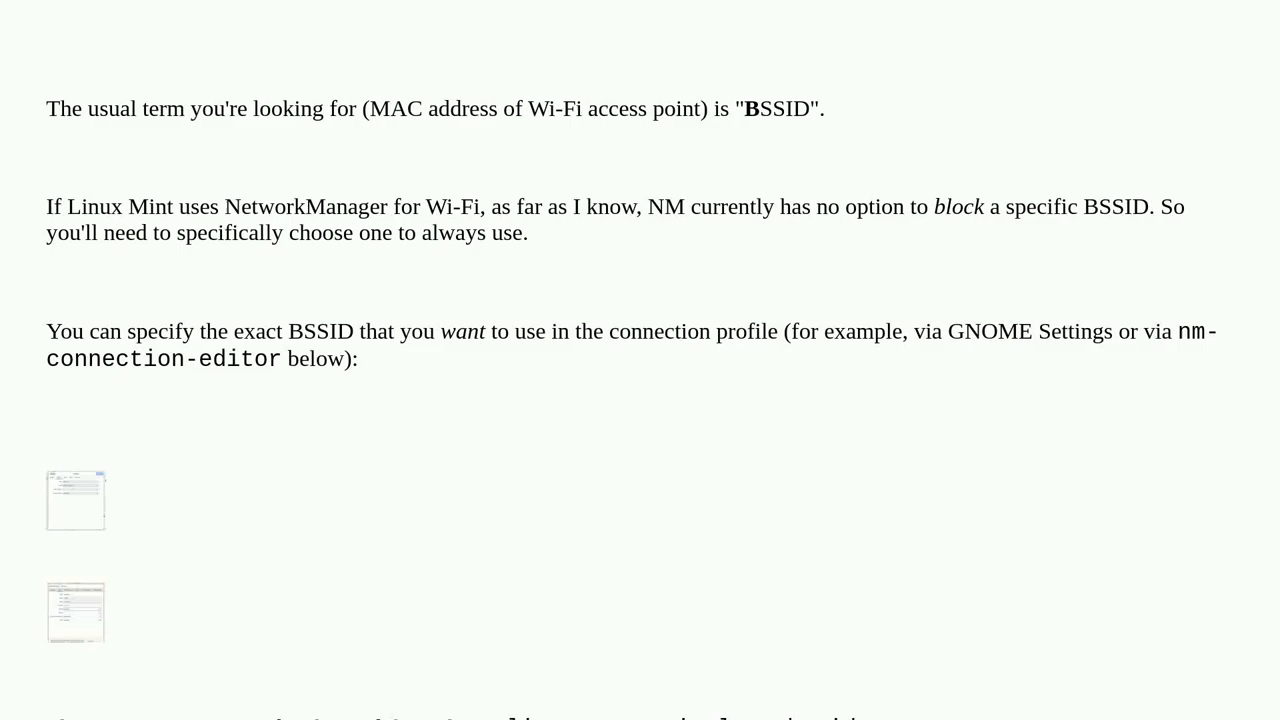 The usual term you're looking for (MAC address of Wi-Fi access point) is "BSSID".
If Linux Mint uses NetworkManager for Wi-Fi, as far as I know, NM currently has no option to block a specific BSSID. So
you'll need to specifically choose one to always use.
You can specify the exact BSSID that you want to use in the connection profile (for example, via GNOME Settings or via nm-
connection-editor below):